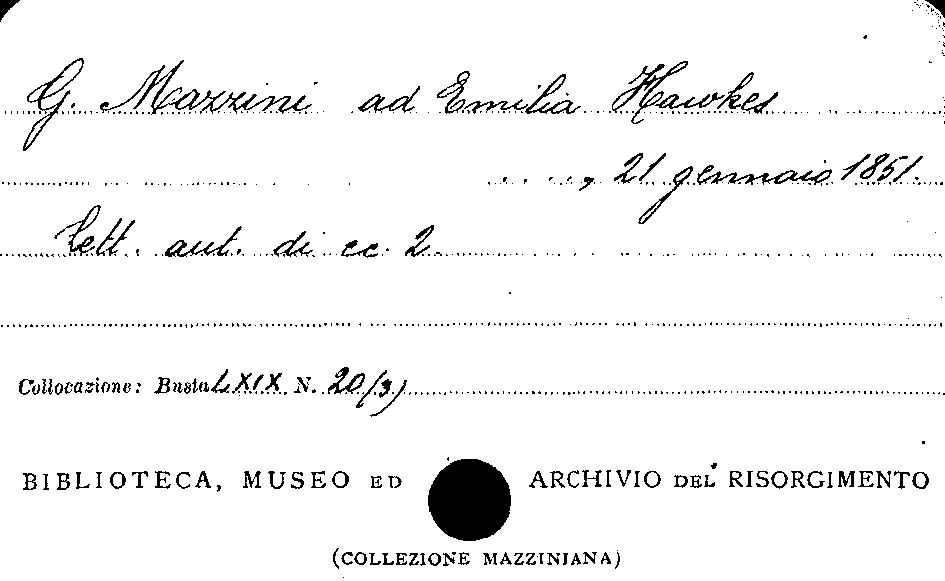 G. Mazzini ad Emilia Hawkes
...., 21 gennaio 1851.
Lett. aut. di cc. 2.
Collocazione: Busta LXIX N. 20/3)
BIBLIOTECA, MUSEO ED ARCHIVIO DEL RISORGIMENTO
(COLLEZIONE MAZZINIANA)